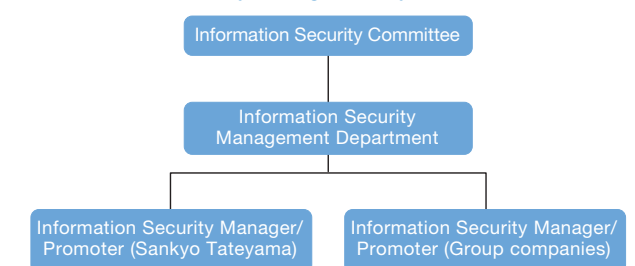 Information Security Committee
Information Security
Management Department
Information Security Manager/
Promoter (Sankyo Tateyama)
Information Security Manager/
Promoter (Group companies)